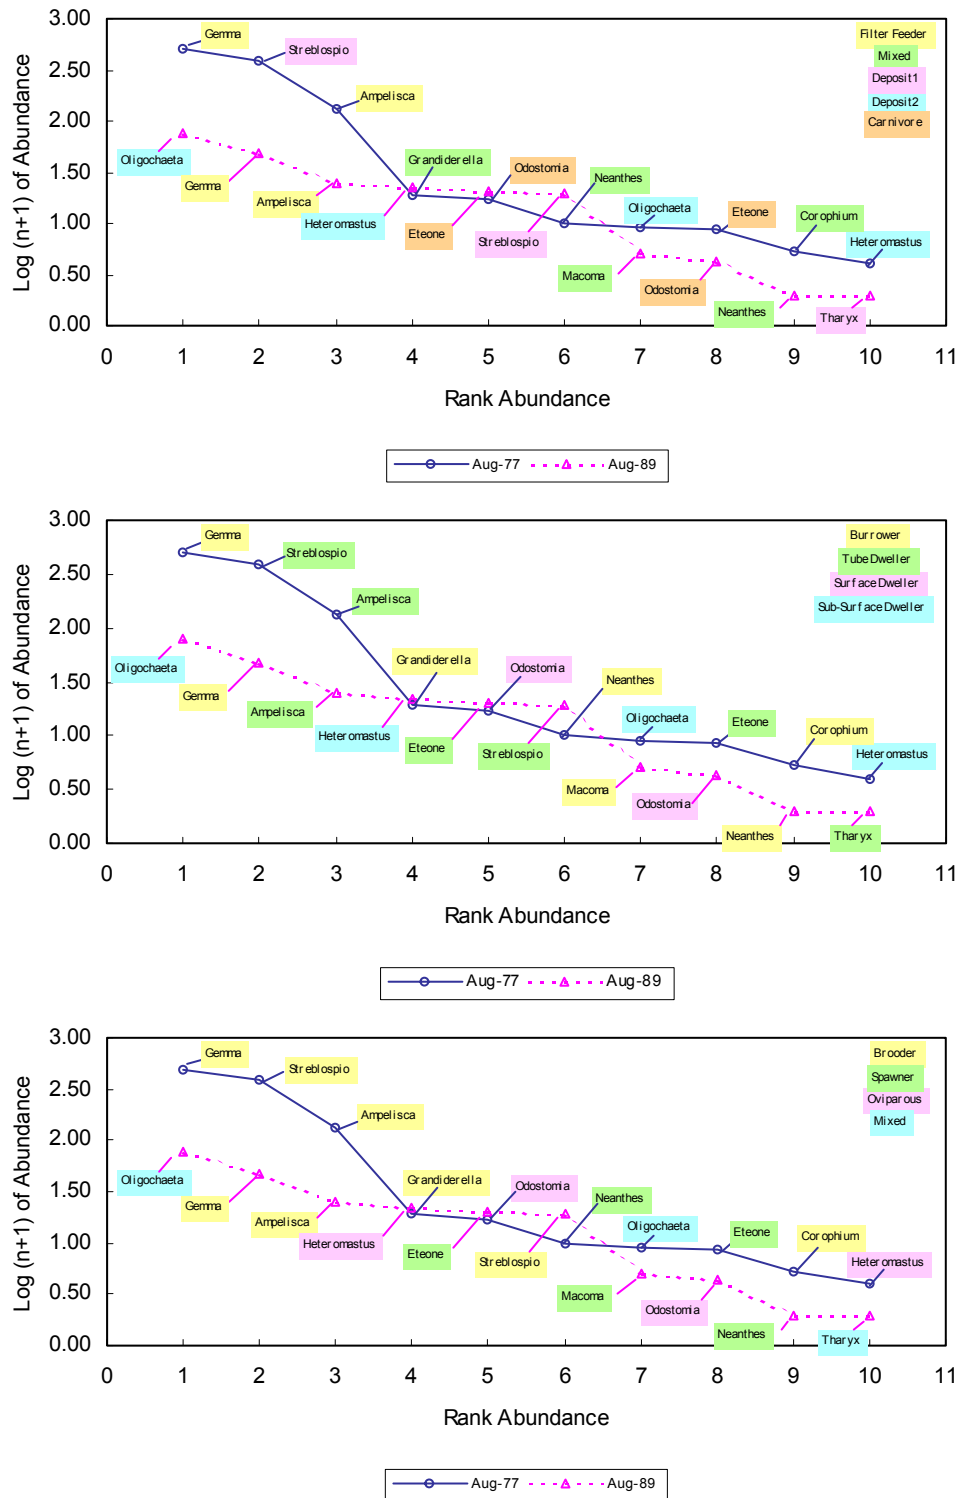 3.00
Gemma
Filter Feeder
Streblospio
Mixed
2.50
Deposit1
Ampelisca
Deposit2
2.00
Carnivore
Oligochaeta
Grandiderella
Odostomia
Neanthes
1.50
Gemma
Ampelisca
Oligochaeta
Eteone
Corophium
Heteromastus
1.00
Heteromastus
Eteone
Streblospio
Macoma
0.50
Odostomia
Neanthes
Tharyx
0.00
Log (n+1) of Abundance
0 1 2 3 4 5 6 7 8 9 10 11
Rank Abundance
Aug-77 Aug-89
3.00
Gemma
Burrower
Streblospio
TubeDweller
2.50
SurfaceDweller
Ampelisca
Sub-SurfaceDweller
2.00
Oligochaeta
Grandiderella
Odostomia
Neanthes
1.50
Gemma
Ampelisca
Oligochaeta
Eteone
Corophium
Heteromastus
1.00
Heteromastus
Eteone
Streblospio
Macoma
0.50
Odostomia
Neanthes
Tharyx
0.00
Log (n+1) of Abundance
0 1 2 3 4 5 6 7 8 9 10 11
Rank Abundance
Aug-77 Aug-89
3.00
Gemma
Brooder
Streblospio
Spawner
2.50
Oviparous
Ampelisca
Mixed
2.00
Oligochaeta
Grandiderella
Odostomia
Neanthes
1.50
Gemma
Ampelisca
Oligochaeta
Eteone
Corophium
Heteromastus
1.00
Heteromastus
Eteone
Streblospio
Macoma
0.50
Odostomia
Neanthes
Tharyx
0.00
Log (n+1) of Abundance
0 1 2 3 4 5 6 7 8 9 10 11
Rank Abundance
Aug-77 Aug-89